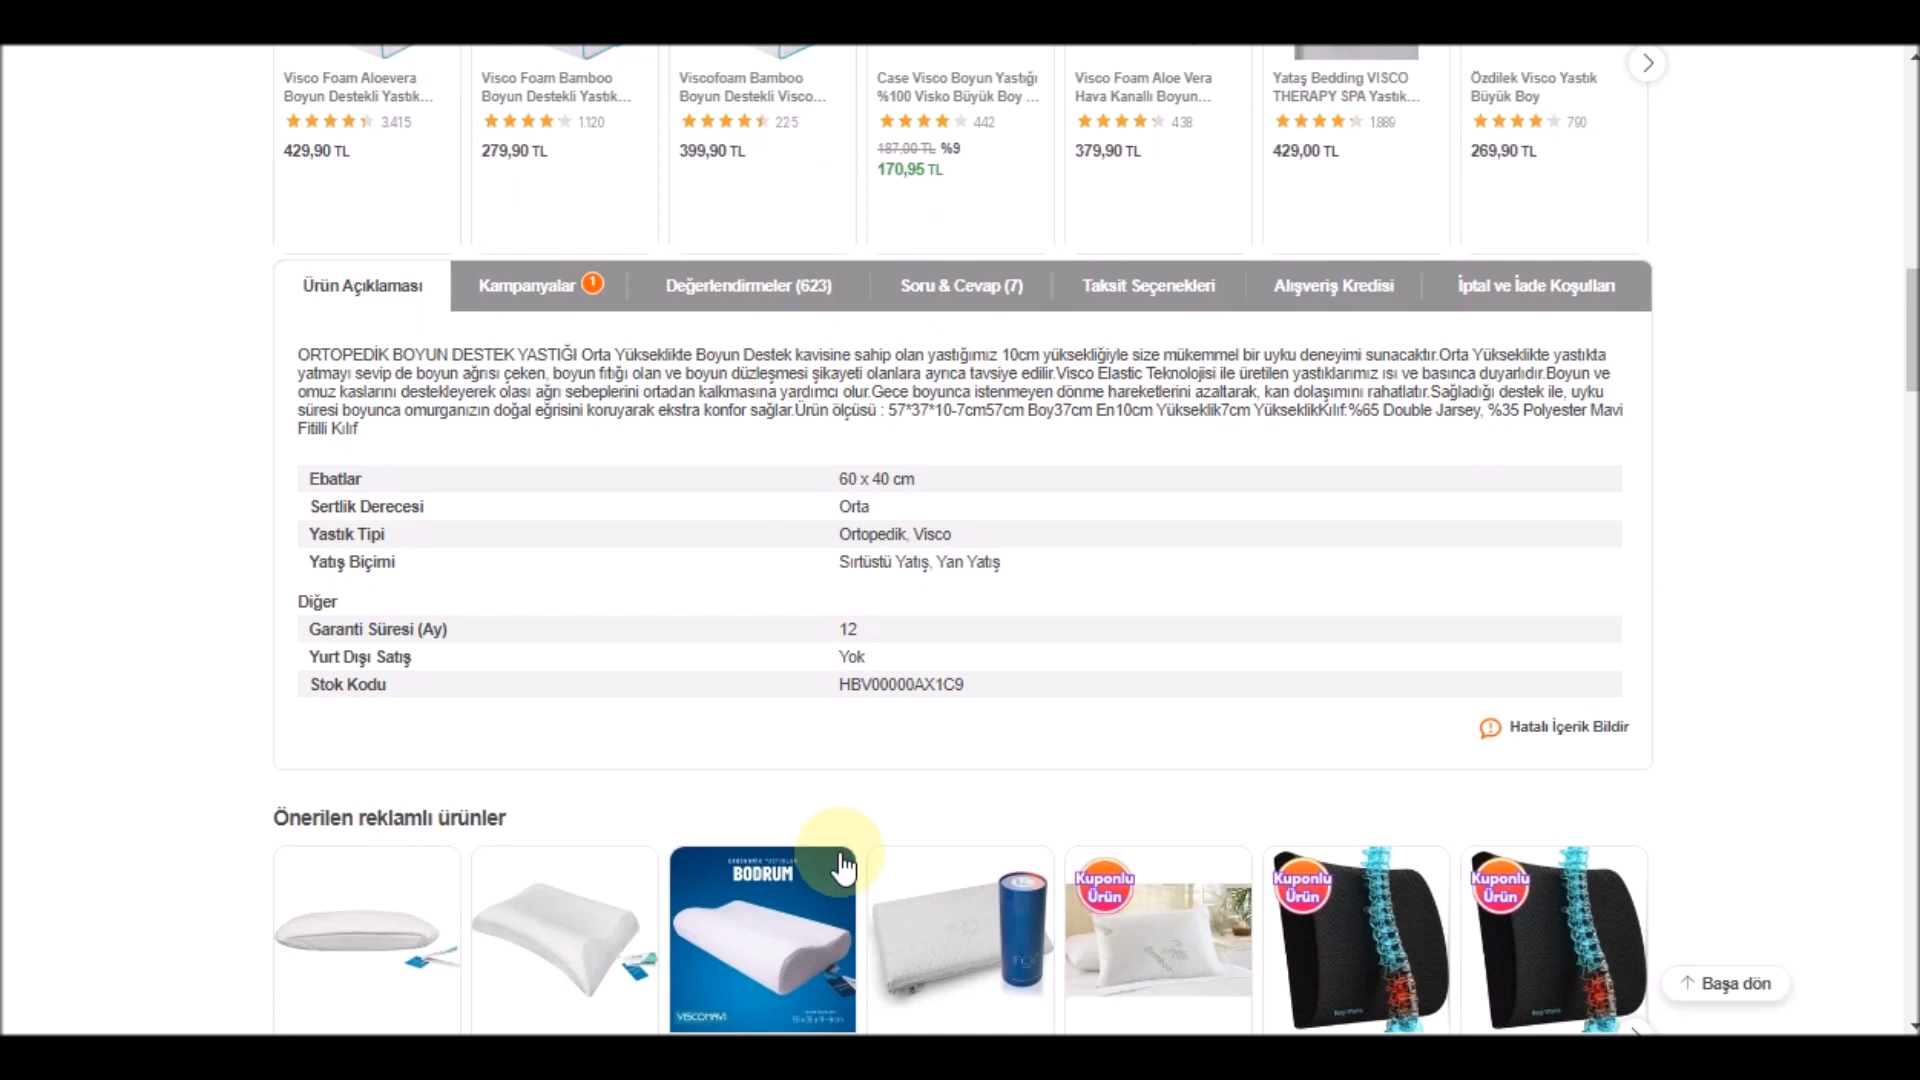 Visco Foam Aloevera
Boyun Destekli Yastık...
3.415
429,90 TL
Visco Foam Bamboo
Boyun Destekli Yastık...
1.120
279,90 TL
Viscofoam Bamboo
Boyun Destekli Visco...
225
399,90 TL
Case Visco Boyun Yastığı
%100 Visko Büyük Boy ...
442
187,00 TL %9
170,95 TL
Visco Foam Aloe Vera
Hava Kanallı Boyun...
438
379,90 TL
Yataş Bedding VISCO
THERAPY SPA Yastık...
1.889
429,00 TL
Özdilek Visco Yastık
Büyük Boy
790
269,90 TL
Ürün Açıklaması
Kampanyalar 1
Değerlendirmeler (623)
Soru & Cevap (7)
Taksit Seçenekleri
Alışveriş Kredisi
İptal ve İade Koşulları
ORTOPEDİK BOYUN DESTEK YASTIĞI Orta Yükseklikte Boyun Destek kavisine sahip olan yastığımız 10cm yüksekliğiyle size mükemmel bir uyku deneyimi sunacaktır.Orta Yükseklikte yastıkta
yatmayı sevip de boyun ağrısı çeken, boyun fıtığı olan ve boyun düzleşmesi şikayeti olanlara ayrıca tavsiye edilir.Visco Elastic Teknolojisi ile üretilen yastıklarımız ısı ve basınca duyarlıdır.Boyun ve
omuz kaslarını destekleyerek olası ağrı sebeplerini ortadan kalkmasına yardımcı olur.Gece boyunca istenmeyen dönme hareketlerini azaltarak, kan dolaşımını rahatlatır.Sağladığı destek ile, uyku
süresi boyunca omurganızın doğal eğrisini koruyarak ekstra konfor sağlar.Ürün ölçüsü : 57*37*10-7cm57cm Boy37cm En10cm Yükseklik7cm YükseklikKılıf:%65 Double Jarsey, %35 Polyester Mavi
Fitilli Kılıf
Ebatlar 60 x 40 cm
Sertlik Derecesi Orta
Yastık Tipi Ortopedik, Visco
Yatış Biçimi Sırtüstü Yatış, Yan Yatış
Diğer
Garanti Süresi (Ay) 12
Yurt Dışı Satış Yok
Stok Kodu HBV00000AX1C9
Hatalı İçerik Bildir
Önerilen reklamlı ürünler
BODRUM
VISCOMAVI
Kuponlu
Ürün
Kuponlu
Ürün
Kuponlu
Ürün
Başa dön